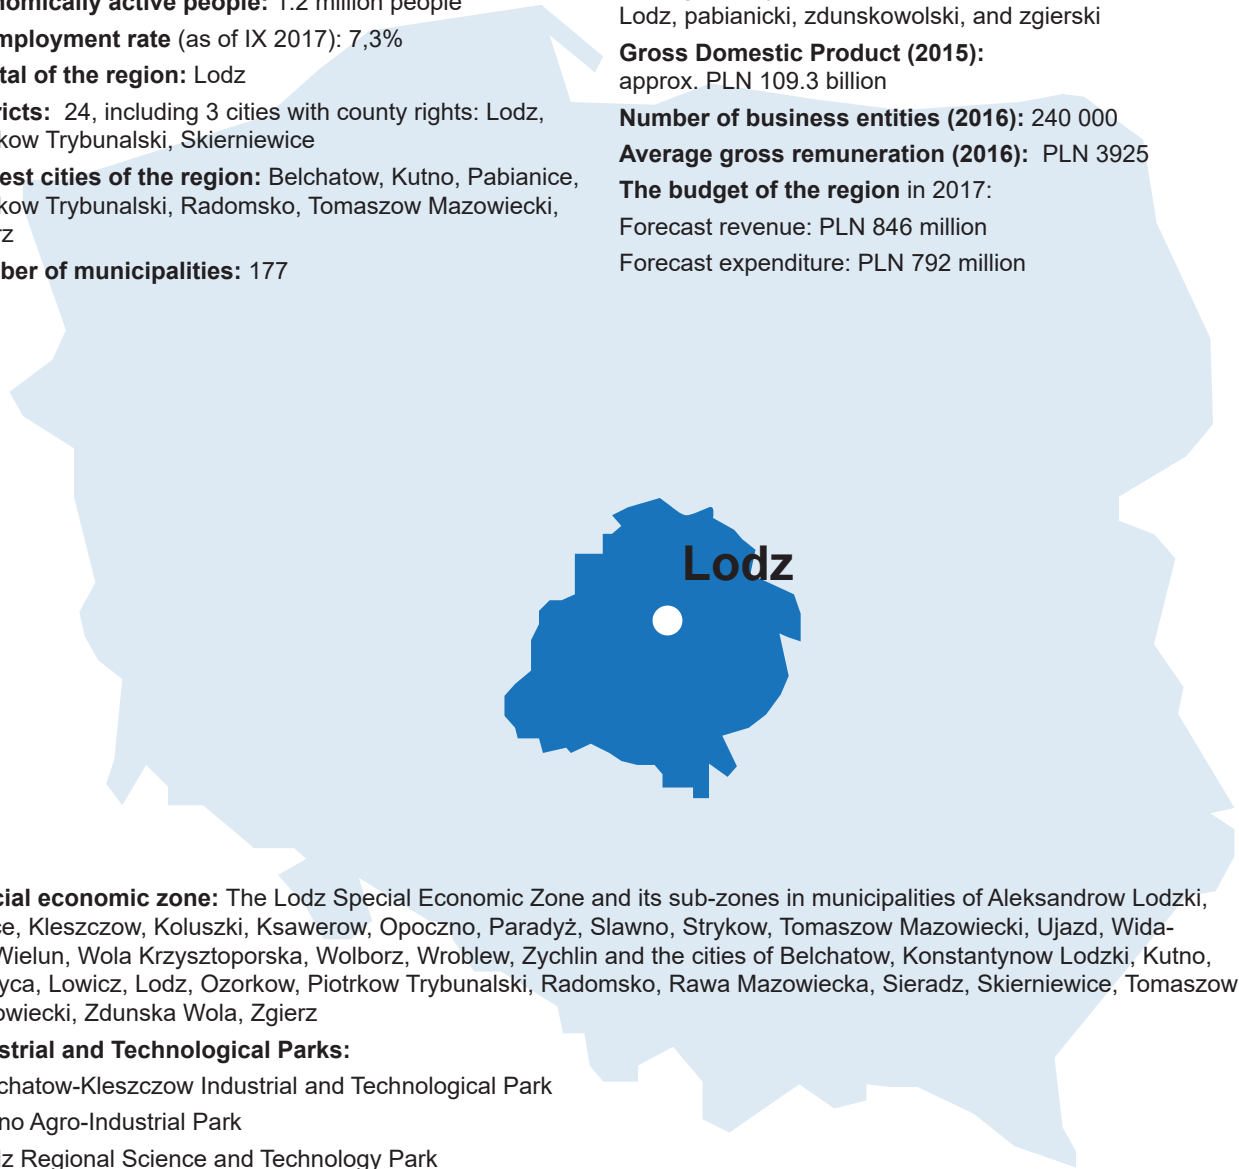 nomically active people: 1.2 million people
mployment rate (as of IX 2017): 7,3%
tal of the region: Lodz
ricts: 24, including 3 cities with county rights: Lodz,
kow Trybunalski, Skierniewice
est cities of the region: Belchatow, Kutno, Pabianice,
kow Trybunalski, Radomsko, Tomaszow Mazowiecki,
rz
ber of municipalities: 177
Lodz, pabianicki, zdunskowolski, and zgierski
Gross Domestic Product (2015):
approx. PLN 109.3 billion
Number of business entities (2016): 240 000
Average gross remuneration (2016): PLN 3925
The budget of the region in 2017:
Forecast revenue: PLN 846 million
Forecast expenditure: PLN 792 million
Lodz
cial economic zone: The Lodz Special Economic Zone and its sub-zones in municipalities of Aleksandrow Lodzki,
ce, Kleszczow, Koluszki, Ksawerow, Opoczno, Paradyż, Slawno, Strykow, Tomaszow Mazowiecki, Ujazd, Wida-
Wielun, Wola Krzysztoporska, Wolborz, Wroblew, Zychlin and the cities of Belchatow, Konstantynow Lodzki, Kutno,
yca, Lowicz, Lodz, Ozorkow, Piotrkow Trybunalski, Radomsko, Rawa Mazowiecka, Sieradz, Skierniewice, Tomaszow
owiecki, Zdunska Wola, Zgierz
strial and Technological Parks:
chatow-Kleszczow Industrial and Technological Park
no Agro-Industrial Park
z Regional Science and Technology Park